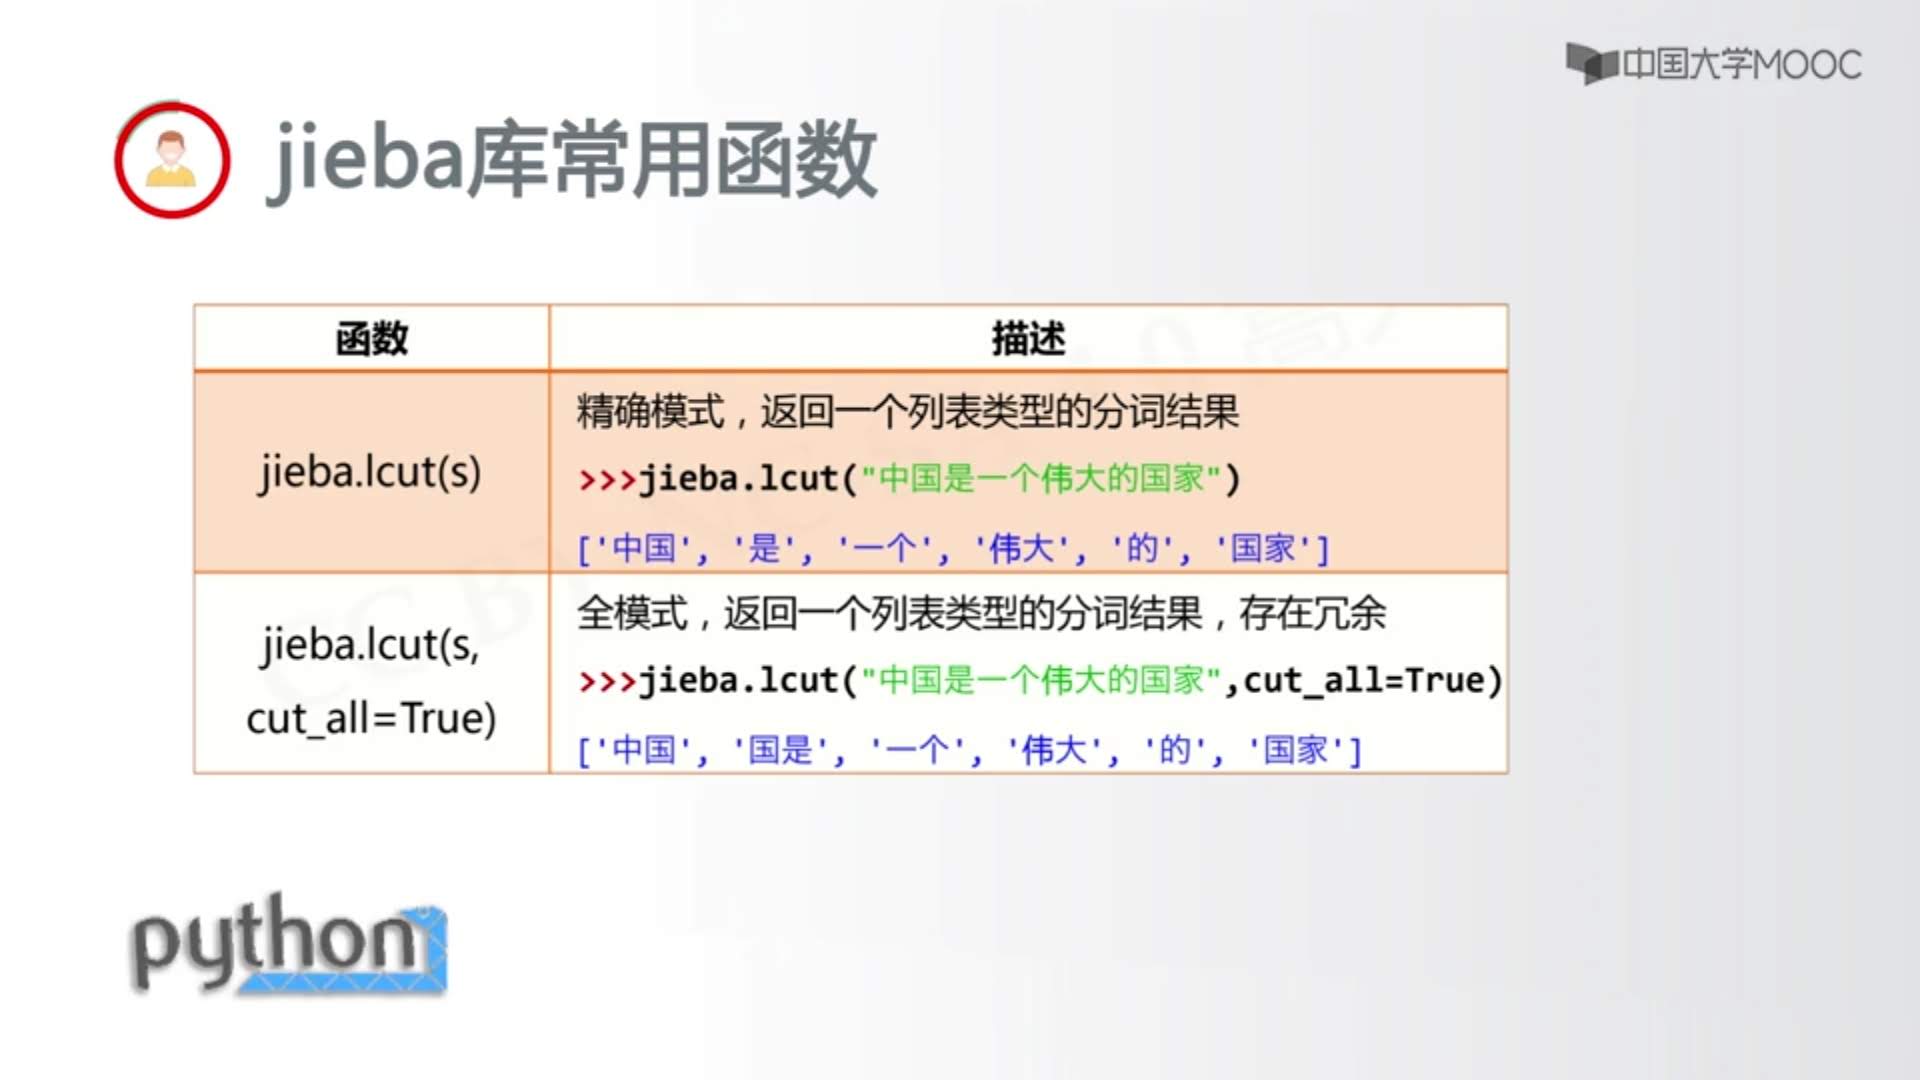 中国大学MOOC
jieba库常用函数
函数
描述
jieba.lcut(s)
精确模式，返回一个列表类型的分词结果
>>>jieba.lcut("中国是一个伟大的国家")
['中国', '是', '一个', '伟大', '的', '国家']
jieba.lcut(s,
cut_all=True)
全模式，返回一个列表类型的分词结果，存在冗余
>>>jieba.lcut("中国是一个伟大的国家",cut_all=True)
['中国', '国是', '一个', '伟大', '的', '国家']
python